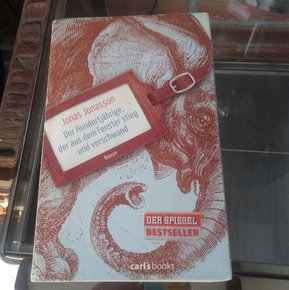 Jonas Jonasson
Der Hundertjährige,
der aus dem Fenster stieg
und verschwand
Roman
DER SPIEGEL
BESTSELLER
carl's books